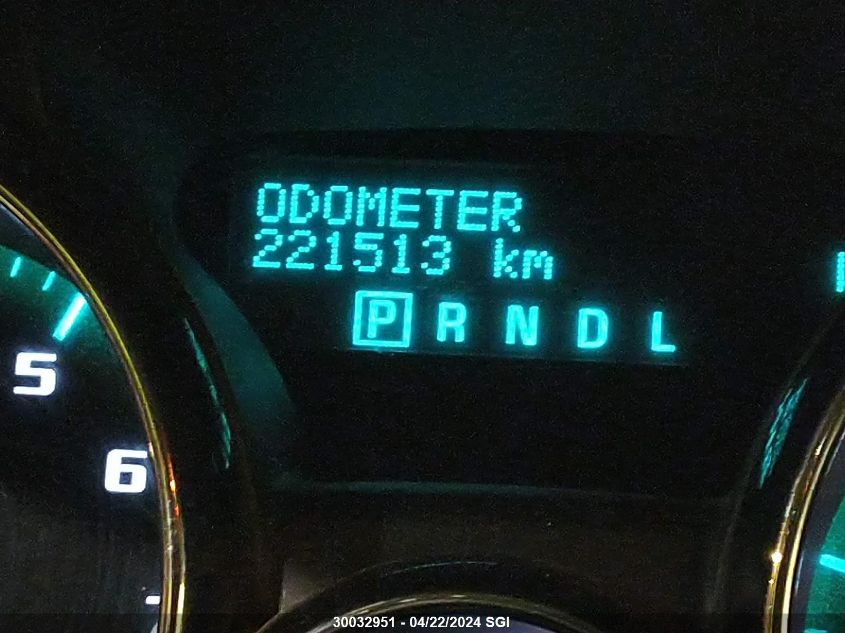 ODOMETER
221513 km
P R N D L
5
6
30032951 - 04/22/2024 SGI